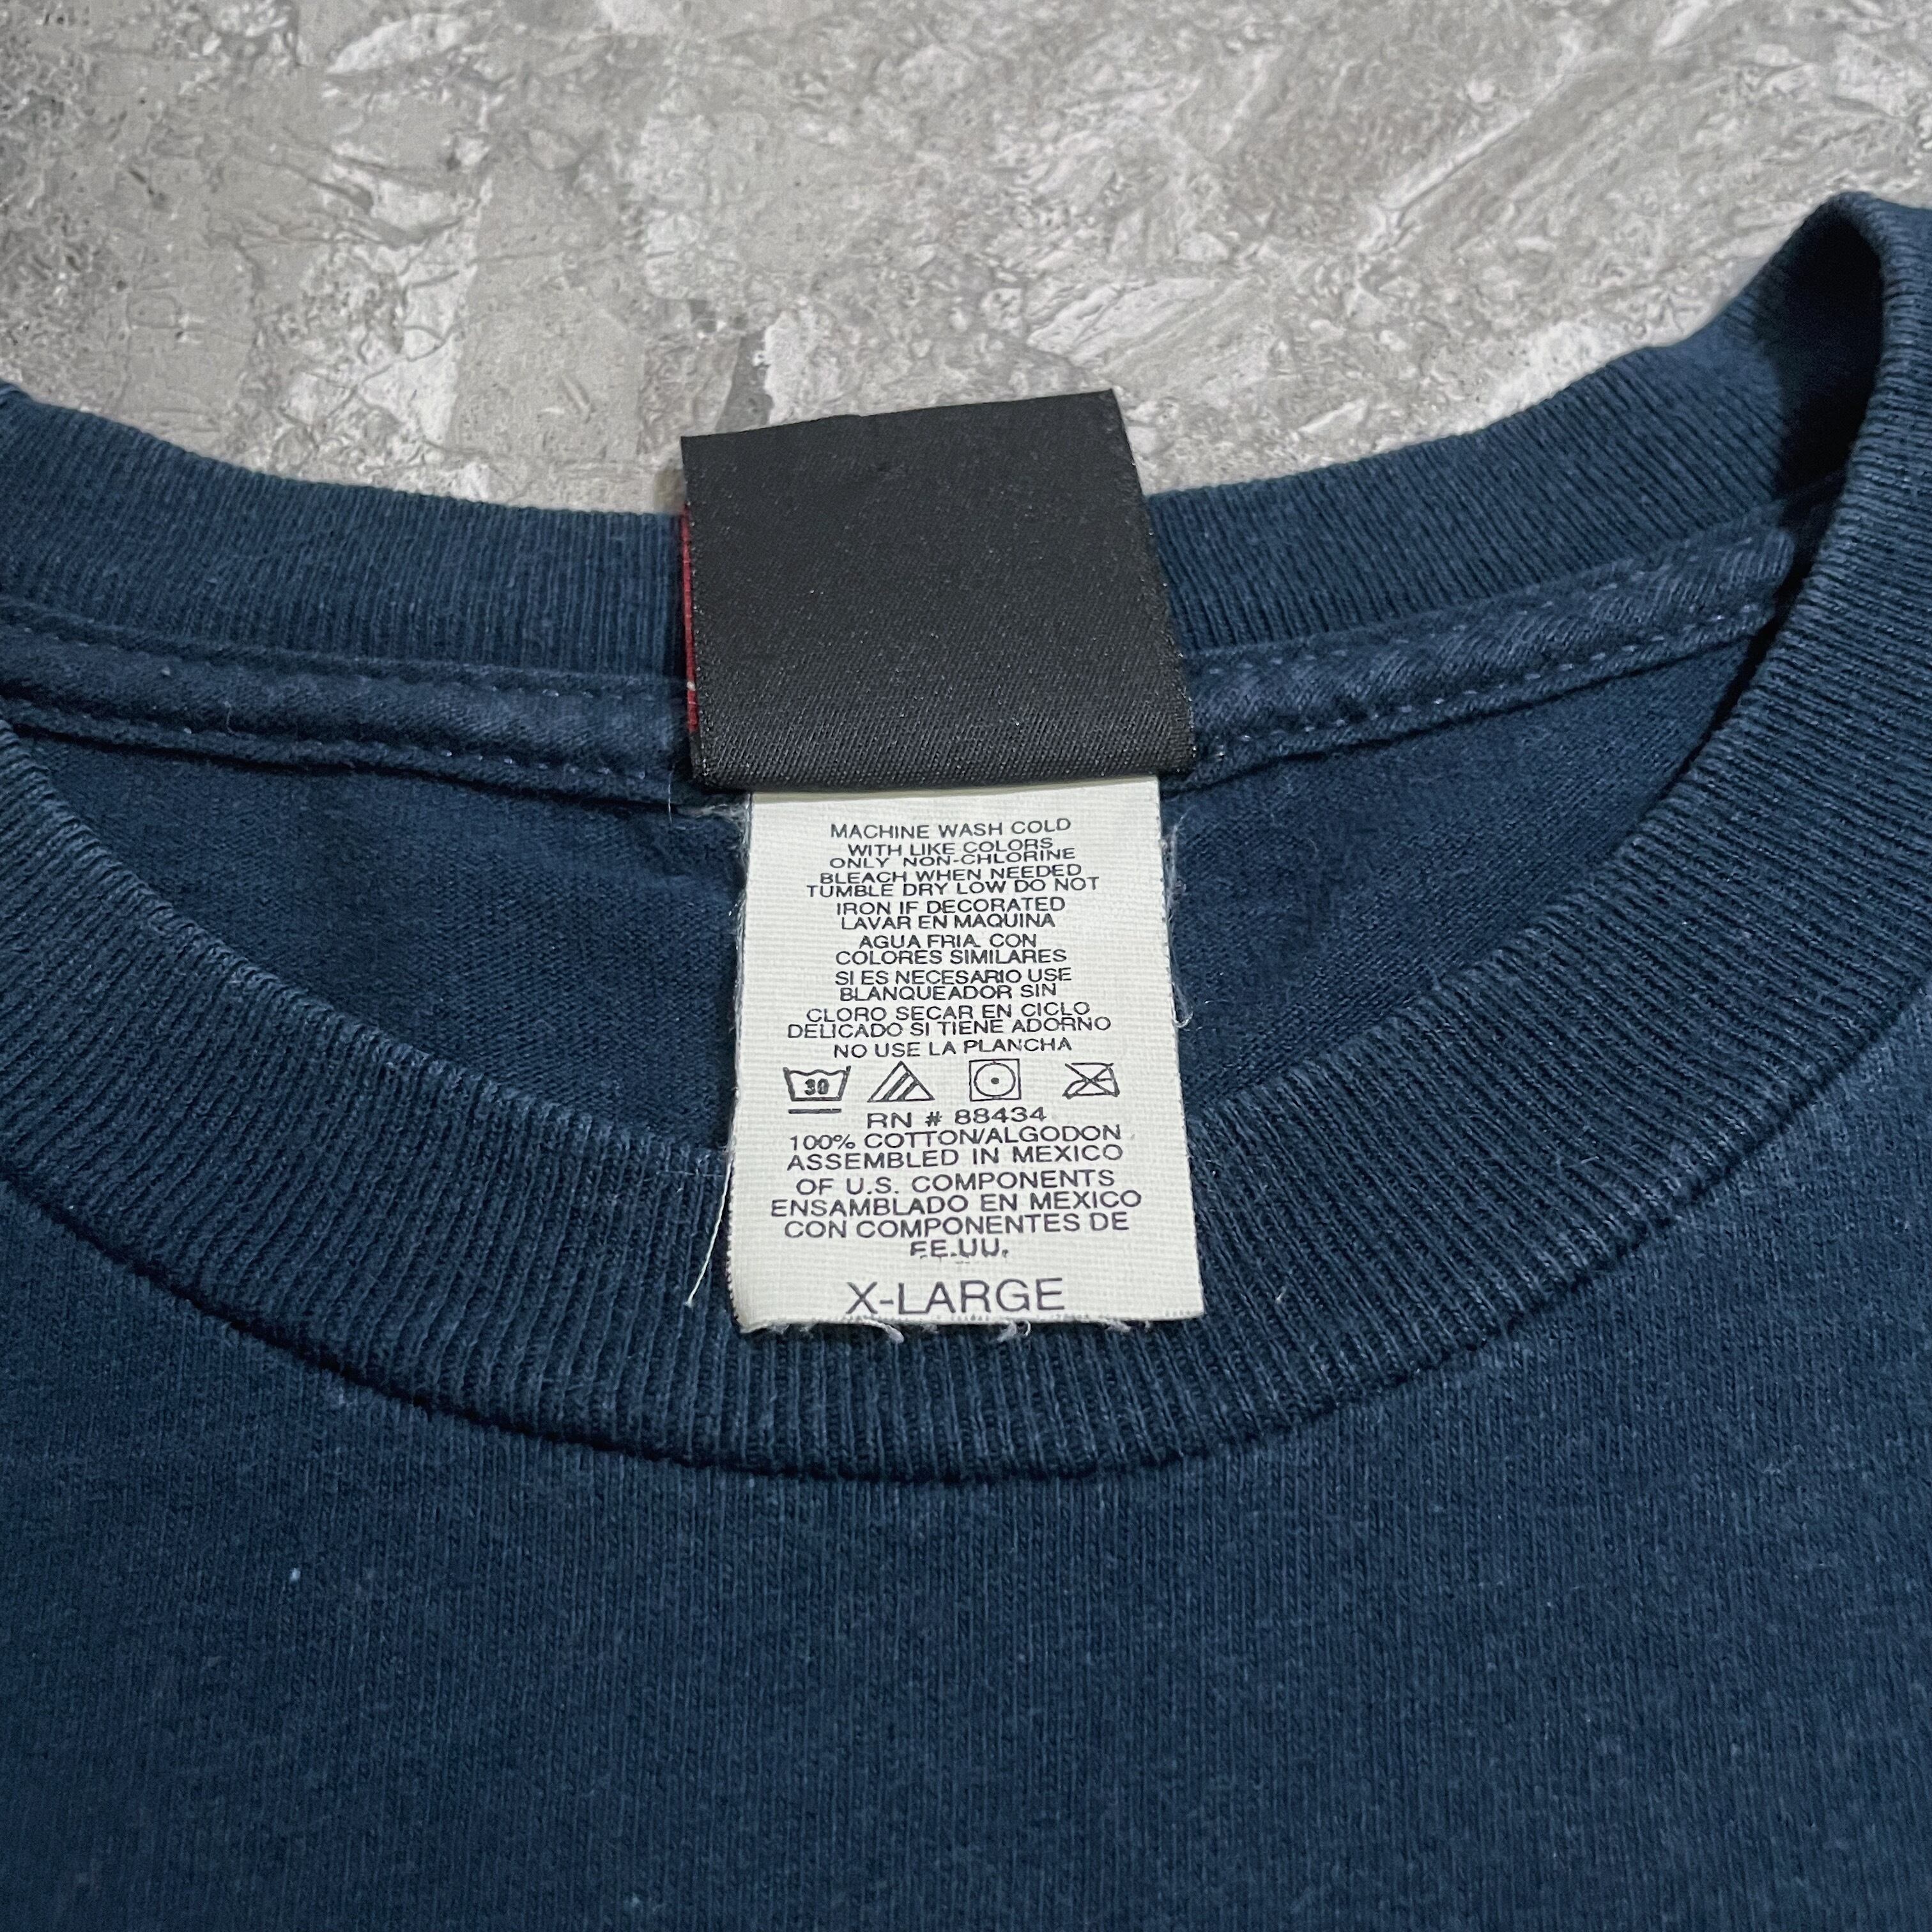 MACHINE WASH COLD
WITH LIKE COLORS
ONLY NON-CHLORINE
BLEACH WHEN NEEDED
TUMBLE DRY LOW DO NOT
IRON IF DECORATED
LAVAR EN MAQUINA
AGUA FRIA. CON
COLORES SIMILARES
SI ES NECESARIO USE
BLANQUEADOR SIN
CLORO SECAR EN CICLO
DELICADO SI TIENE ADORNO
NO USE LA PLANCHA
30
RN # 88434
100% COTTON/ALGODON
ASSEMBLED IN MEXICO
OF U.S. COMPONENTS
ENSAMBLADO EN MEXICO
CON COMPONENTES DE
EE.UU.
X-LARGE